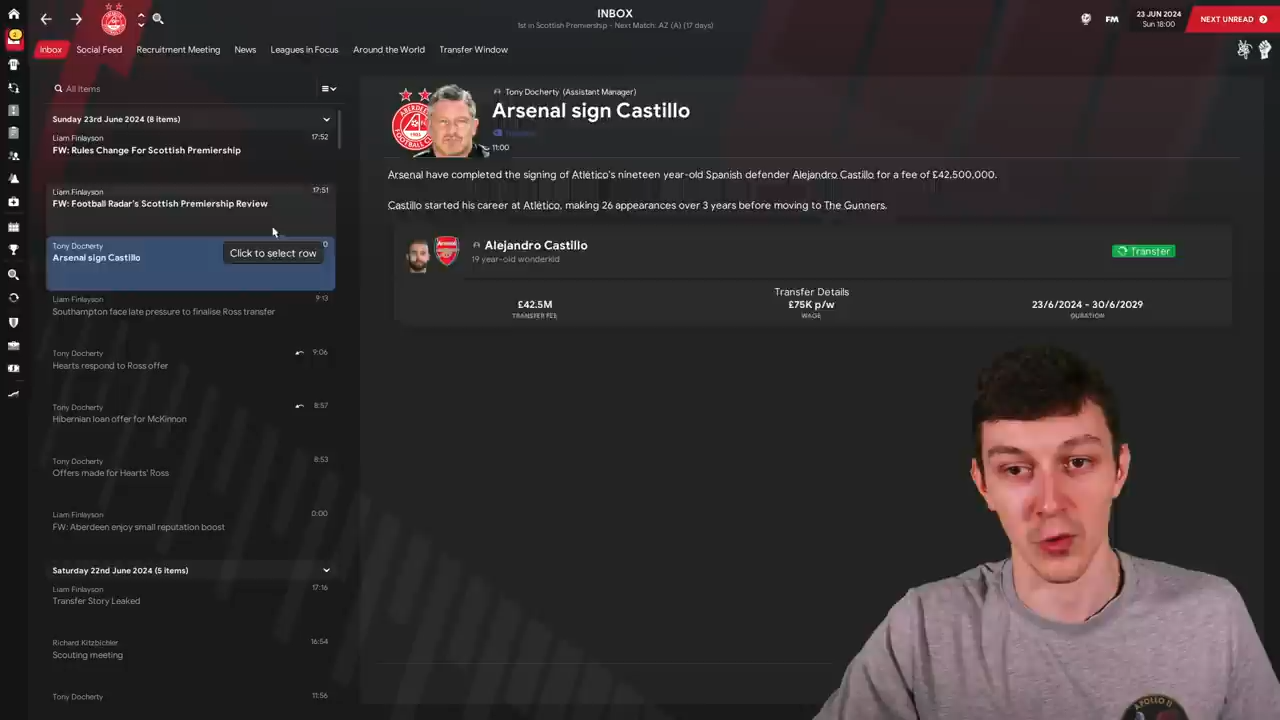 INBOX
1st in Scottish Premiership - Next Match: AZ (A) (17 days)
FM
23 JUN 2024
Sun 18:00
NEXT UNREAD
Inbox
Social Feed
Recruitment Meeting
News
Leagues in Focus
Around the World
Transfer Window
All Items
Sunday 23rd June 2024 (8 items)
Liam Finlayson
17:52
FW: Rules Change For Scottish Premiership
Liam Finlayson
17:51
FW: Football Radar's Scottish Premiership Review
Tony Docherty
Arsenal sign Castillo
Click to select row
Liam Finlayson
9:13
Southampton face late pressure to finalise Ross transfer
Tony Docherty
9:06
Hearts respond to Ross offer
Tony Docherty
8:57
Hibernian loan offer for McKinnon
Tony Docherty
8:53
Offers made for Hearts' Ross
Liam Finlayson
0:00
FW: Aberdeen enjoy small reputation boost
Saturday 22nd June 2024 (5 items)
Liam Finlayson
17:16
Transfer Story Leaked
Richard Kitzbichler
16:54
Scouting meeting
Tony Docherty
11:56
Tony Docherty (Assistant Manager)
Arsenal sign Castillo
11:00
Arsenal have completed the signing of Atlético's nineteen year-old Spanish defender Alejandro Castillo for a fee of £42,500,000.
Castillo started his career at Atlético, making 26 appearances over 3 years before moving to The Gunners.
Alejandro Castillo
19 year-old wonderkid
Transfer
Transfer Details
£42.5M
TRANSFER FEE
£75K p/w
WAGE
23/6/2024 - 30/6/2029
DURATION
APOLLO 11